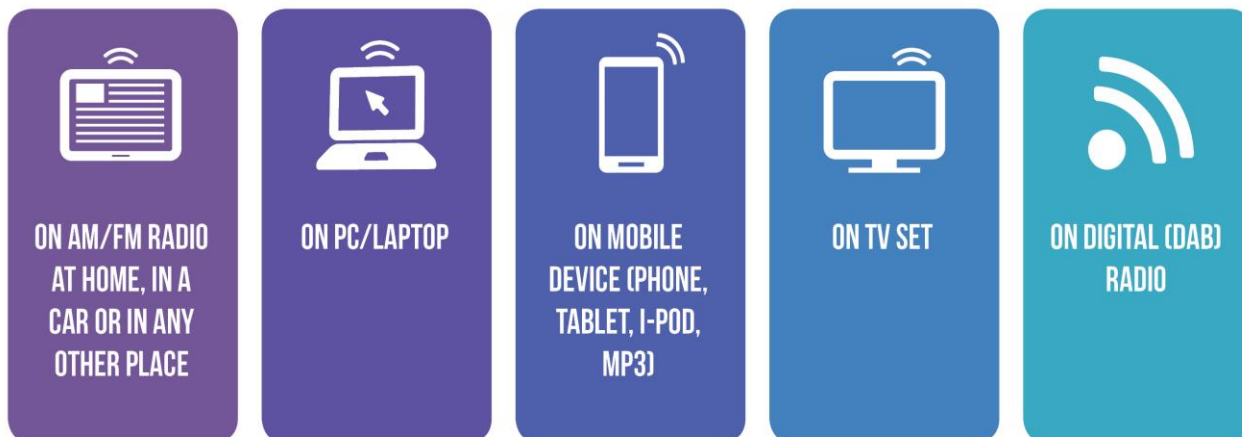 ON AM/FM RADIO
AT HOME, IN A
CAR OR IN ANY
OTHER PLACE
ON PC/LAPTOP
ON MOBILE
DEVICE (PHONE,
TABLET, I-POD,
MP3)
ON TV SET
ON DIGITAL (DAB)
RADIO